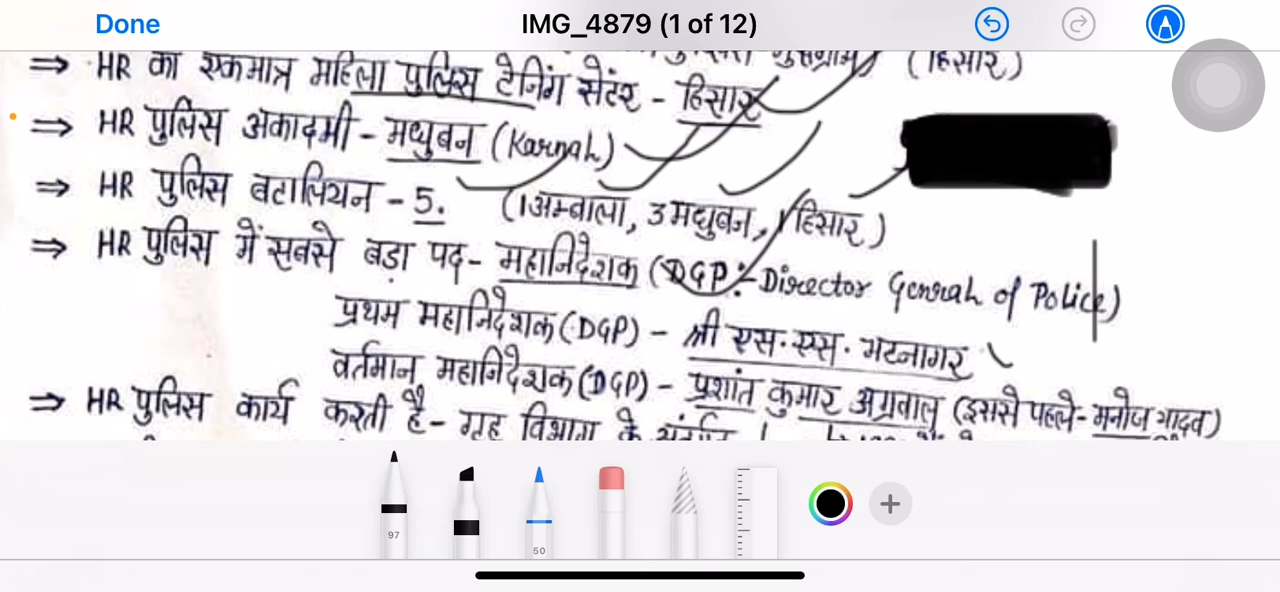 Done IMG_4879 (1 of 12)
गुरुग्राम) (हिसार)
⇒ HR का एकमात्र महिला पुलिस ट्रेनिंग सेंटर - हिसार
⇒ HR पुलिस अकादमी - मधुबन (Karnal)
⇒ HR पुलिस बटालियन - 5. (1अम्बाला, 3मधुबन, 1हिसार)
⇒ HR पुलिस में सबसे बड़ा पद - महानिदेशक (DGP :- Director General of Police)
प्रथम महानिदेशक (DGP) - श्री एस. एस. भटनागर
वर्तमान महानिदेशक (DGP) - प्रशांत कुमार अग्रवाल (इससे पहले - मनोज यादव)
⇒ HR पुलिस कार्य करती है - गृह विभाग के
97
50